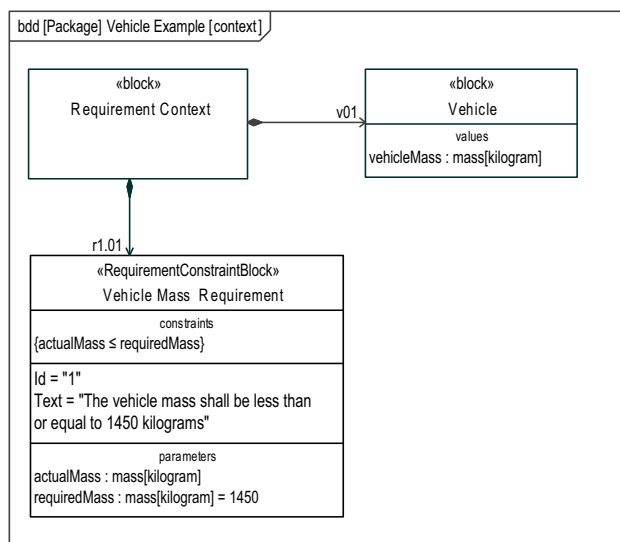 bdd [Package] Vehicle Example [context]
«block»
Requirement Context
v01
«block»
Vehicle
values
vehicleMass : mass[kilogram]
r1.01
«RequirementConstraintBlock»
Vehicle Mass Requirement
constraints
{actualMass ≤ requiredMass}
Id = "1"
Text = "The vehicle mass shall be less than
or equal to 1450 kilograms"
parameters
actualMass : mass[kilogram]
requiredMass : mass[kilogram] = 1450